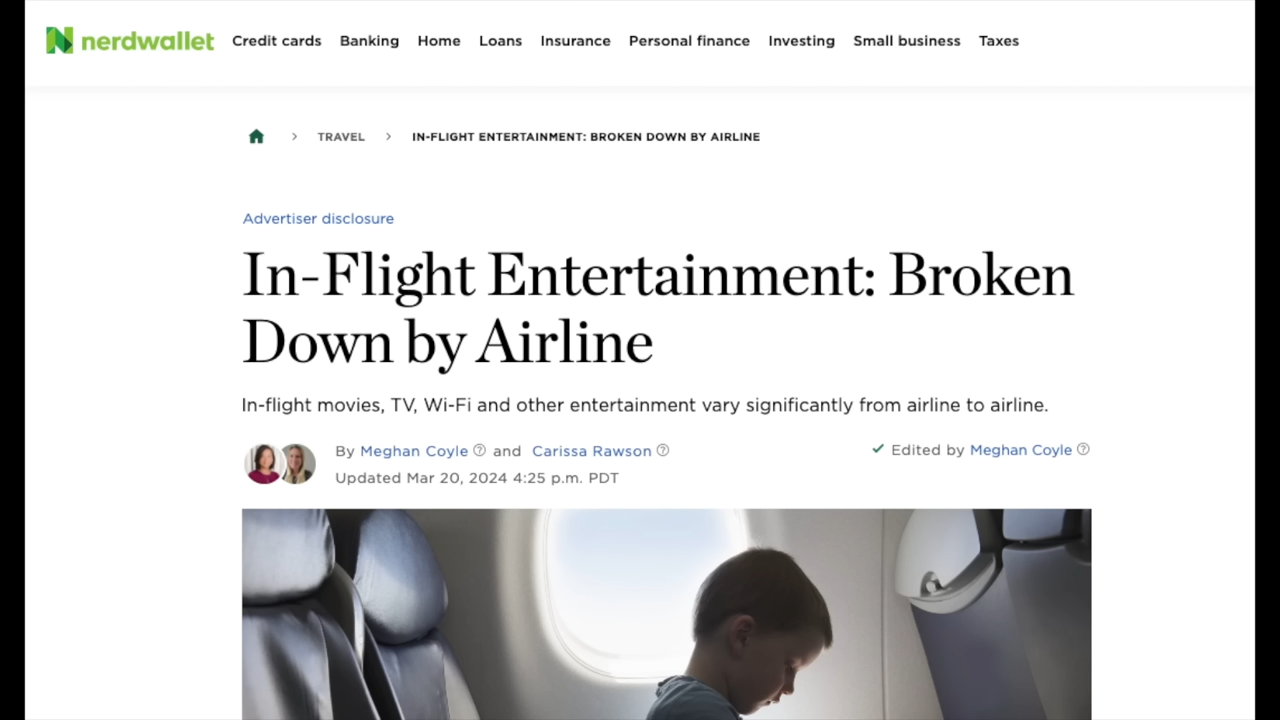 nerdwallet Credit cards Banking Home Loans Insurance Personal finance Investing Small business Taxes
TRAVEL IN-FLIGHT ENTERTAINMENT: BROKEN DOWN BY AIRLINE
Advertiser disclosure
In-Flight Entertainment: Broken
Down by Airline
In-flight movies, TV, Wi-Fi and other entertainment vary significantly from airline to airline.
By Meghan Coyle ? and Carissa Rawson ? Edited by Meghan Coyle ?
Updated Mar 20, 2024 4:25 p.m. PDT